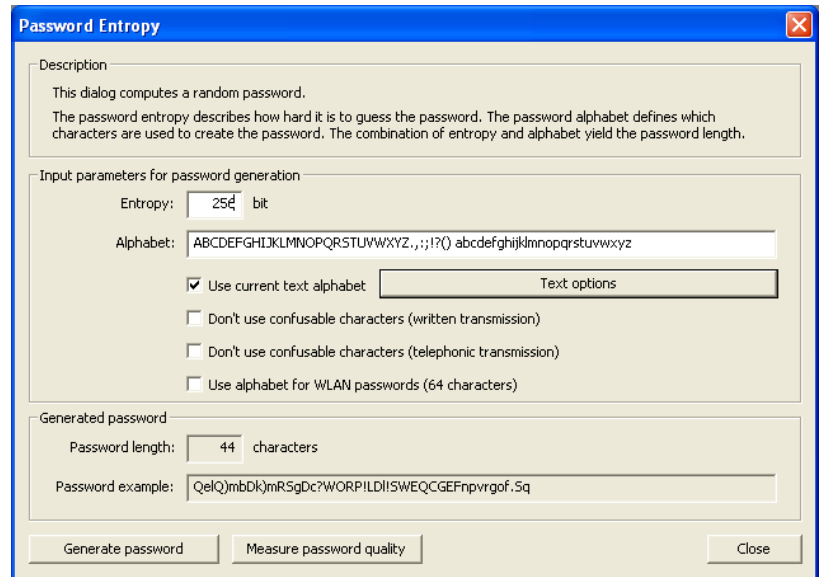 Password Entropy
Description
This dialog computes a random password.
The password entropy describes how hard it is to guess the password. The password alphabet defines which
characters are used to create the password. The combination of entropy and alphabet yield the password length.
Input parameters for password generation
Entropy: 256 bit
Alphabet: ABCDEFGHIJKLMNOPQRSTUVWXYZ.,:;!?() abcdefghijklmnopqrstuvwxyz
Use current text alphabet Text options
Don't use confusable characters (written transmission)
Don't use confusable characters (telephonic transmission)
Use alphabet for WLAN passwords (64 characters)
Generated password
Password length: 44 characters
Password example: QelQ)mbDk)mRSgDc?WORP!LDl!SWEQCGEFnpvrgof.Sq
Generate password Measure password quality Close